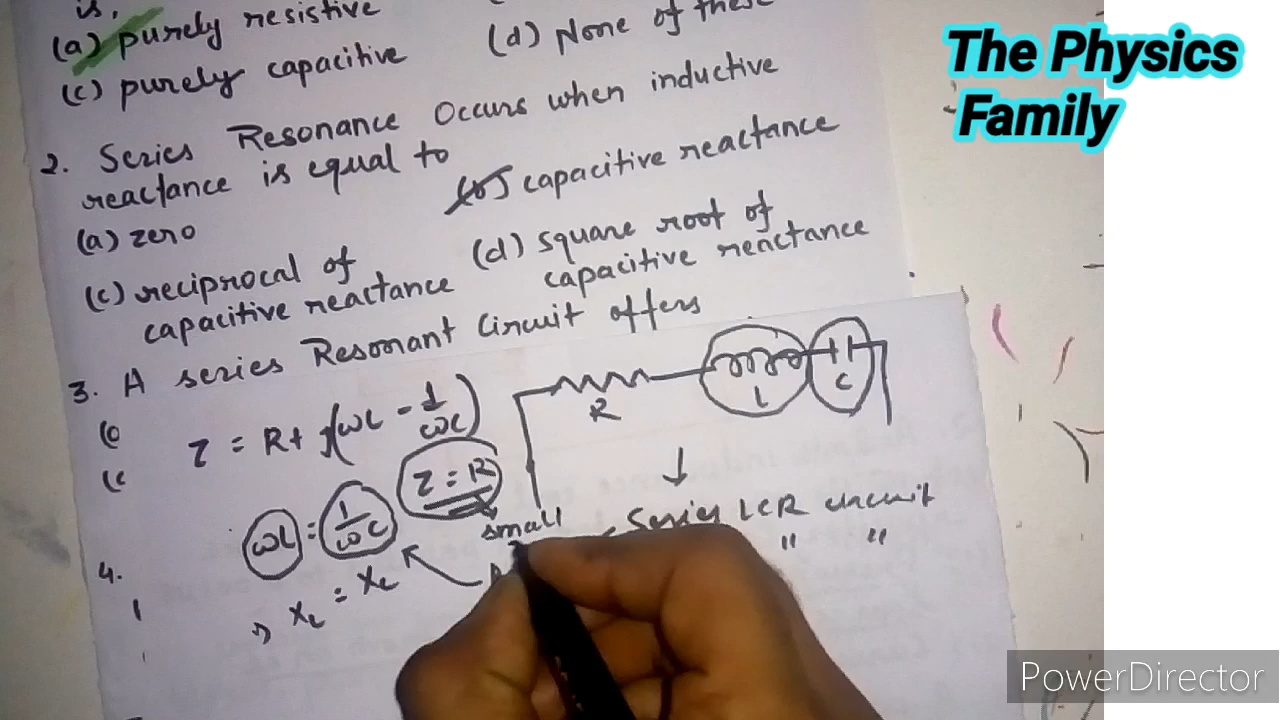 is,
(a) purely resistive
(c) purely capacitive (d) None of these
2. Series Resonance Occurs when inductive
reactance is equal to
(a) zero (b) capacitive reactance
(c) reciprocal of
capacitive reactance
(d) square root of
capacitive reactance
3. A series Resonant Circuit offers
(c
Z = R + j(ωL - 1/ωC)
R
L
C
Z = R
small
ωL = 1/ωC
⇒ XL = XC
Series LCR circuit
" "
4.
The Physics
Family
PowerDirector